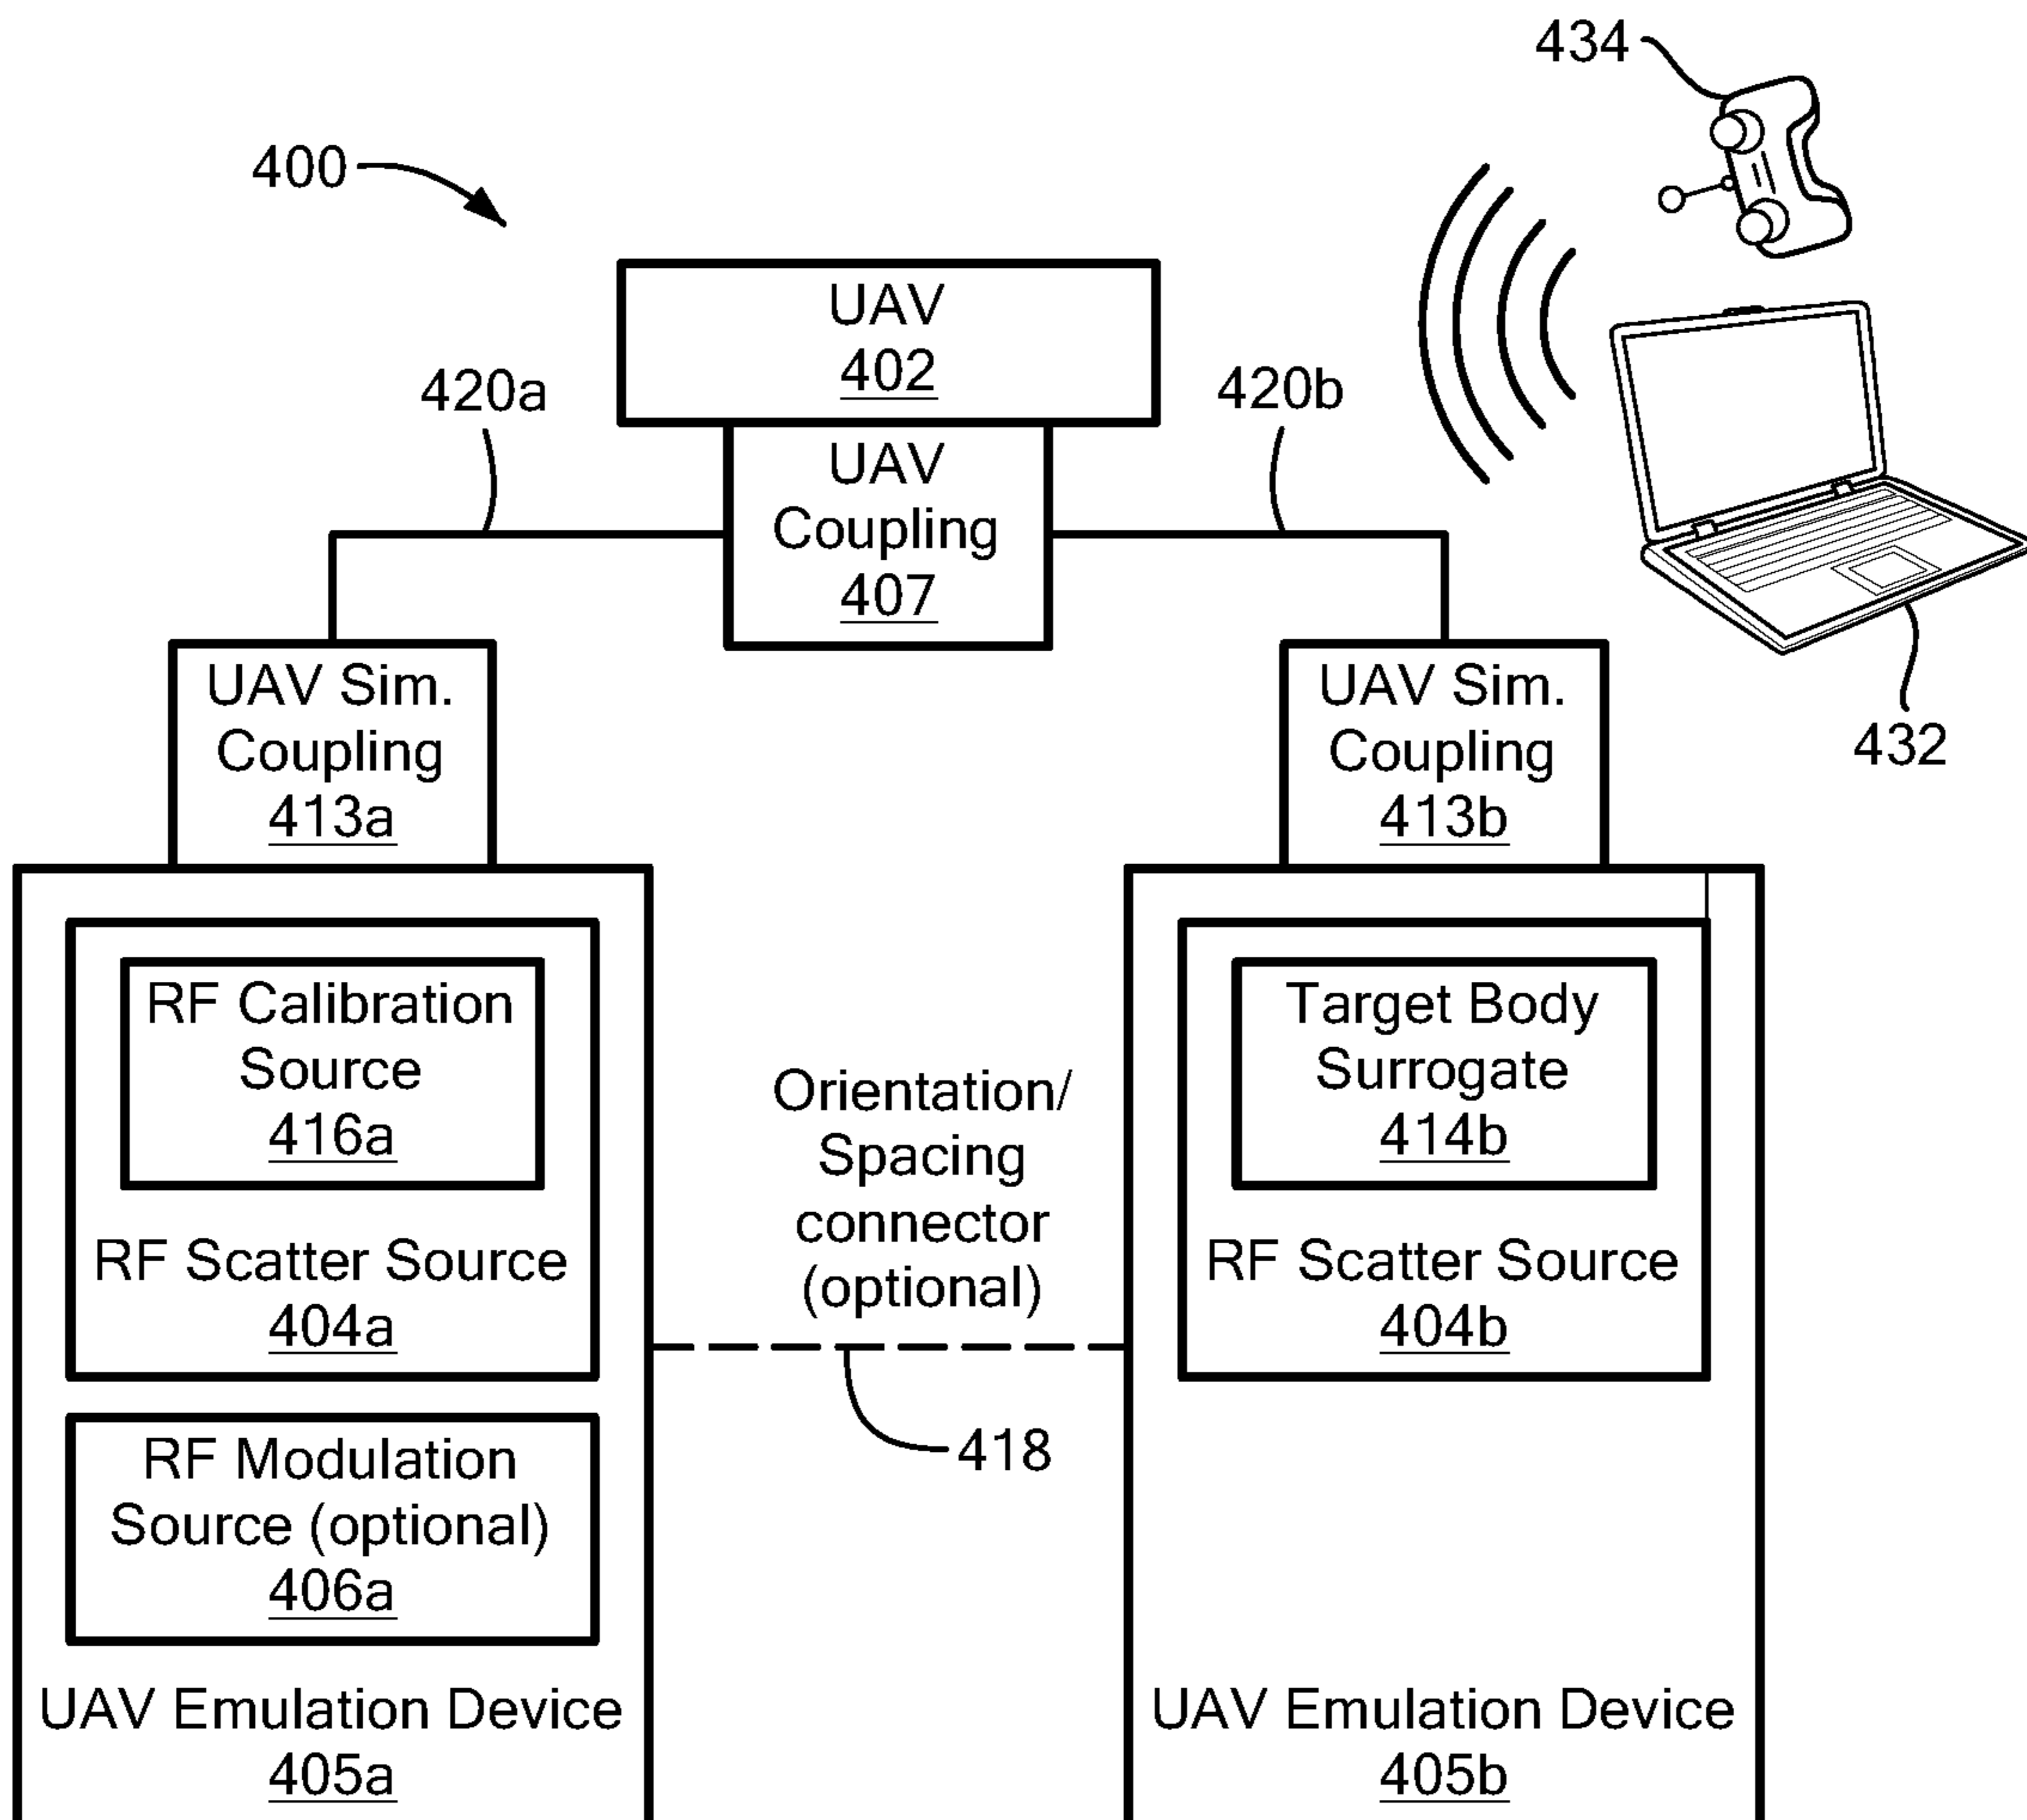 434
400
UAV
402
420a
420b
UAV
Coupling
407
UAV Sim.
Coupling
413a
UAV Sim.
Coupling
413b
432
RF Calibration
Source
416a
RF Scatter Source
404a
RF Modulation
Source (optional)
406a
UAV Emulation Device
405a
Orientation/
Spacing
connector
(optional)
418
Target Body
Surrogate
414b
RF Scatter Source
404b
UAV Emulation Device
405b